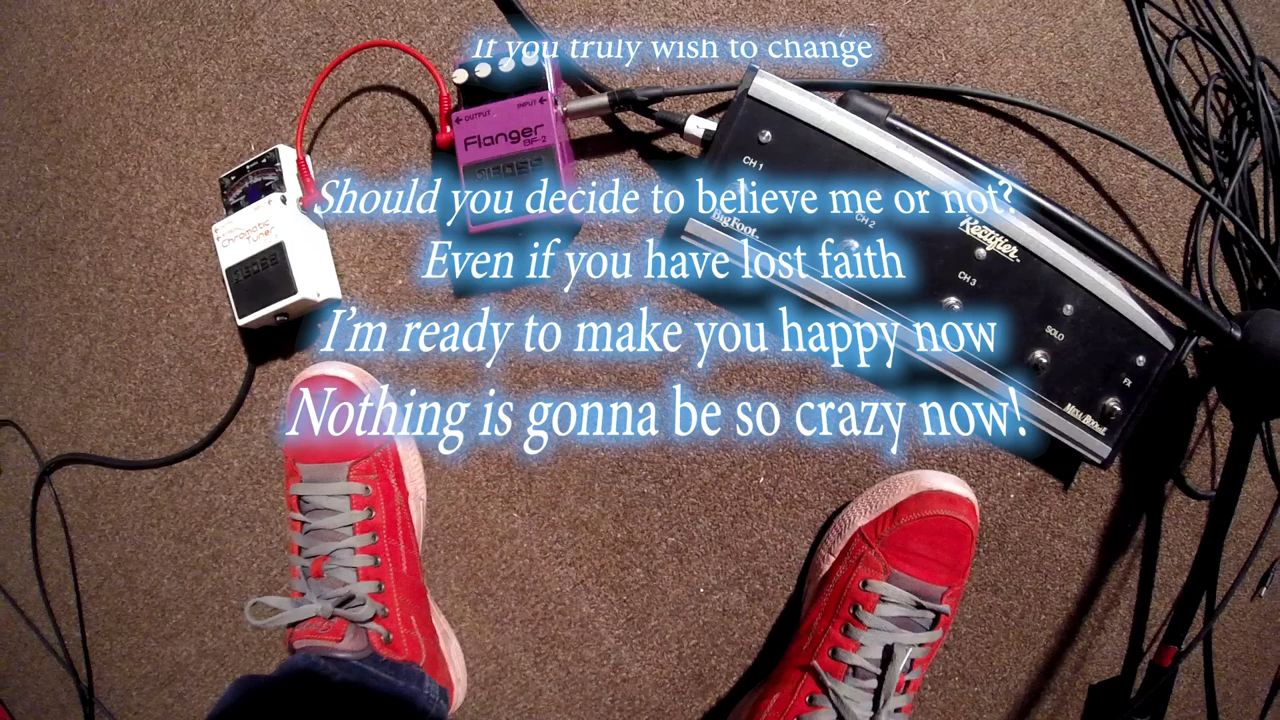 If you truly wish to change
← OUTPUT
INPUT ←
Flanger
BF-2
BOSS
CH 1
Should you decide to believe me or not?
BigFoot
CH 2
Rectifier
Chromatic
Tuner
BOSS
Even if you have lost faith
CH 3
I'm ready to make you happy now
SOLO
FX
Nothing is gonna be so crazy now!
MESA/BOOGIE